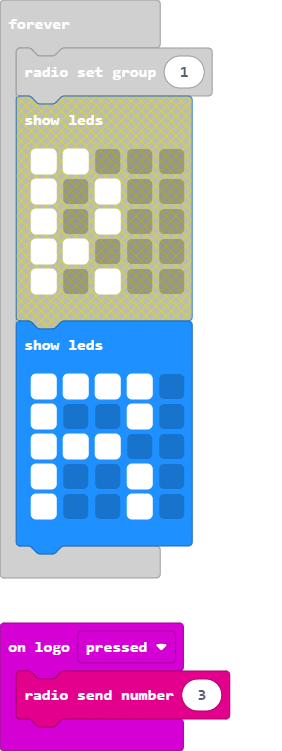 forever
radio set group 1
show leds
show leds
on logo pressed
radio send number 3